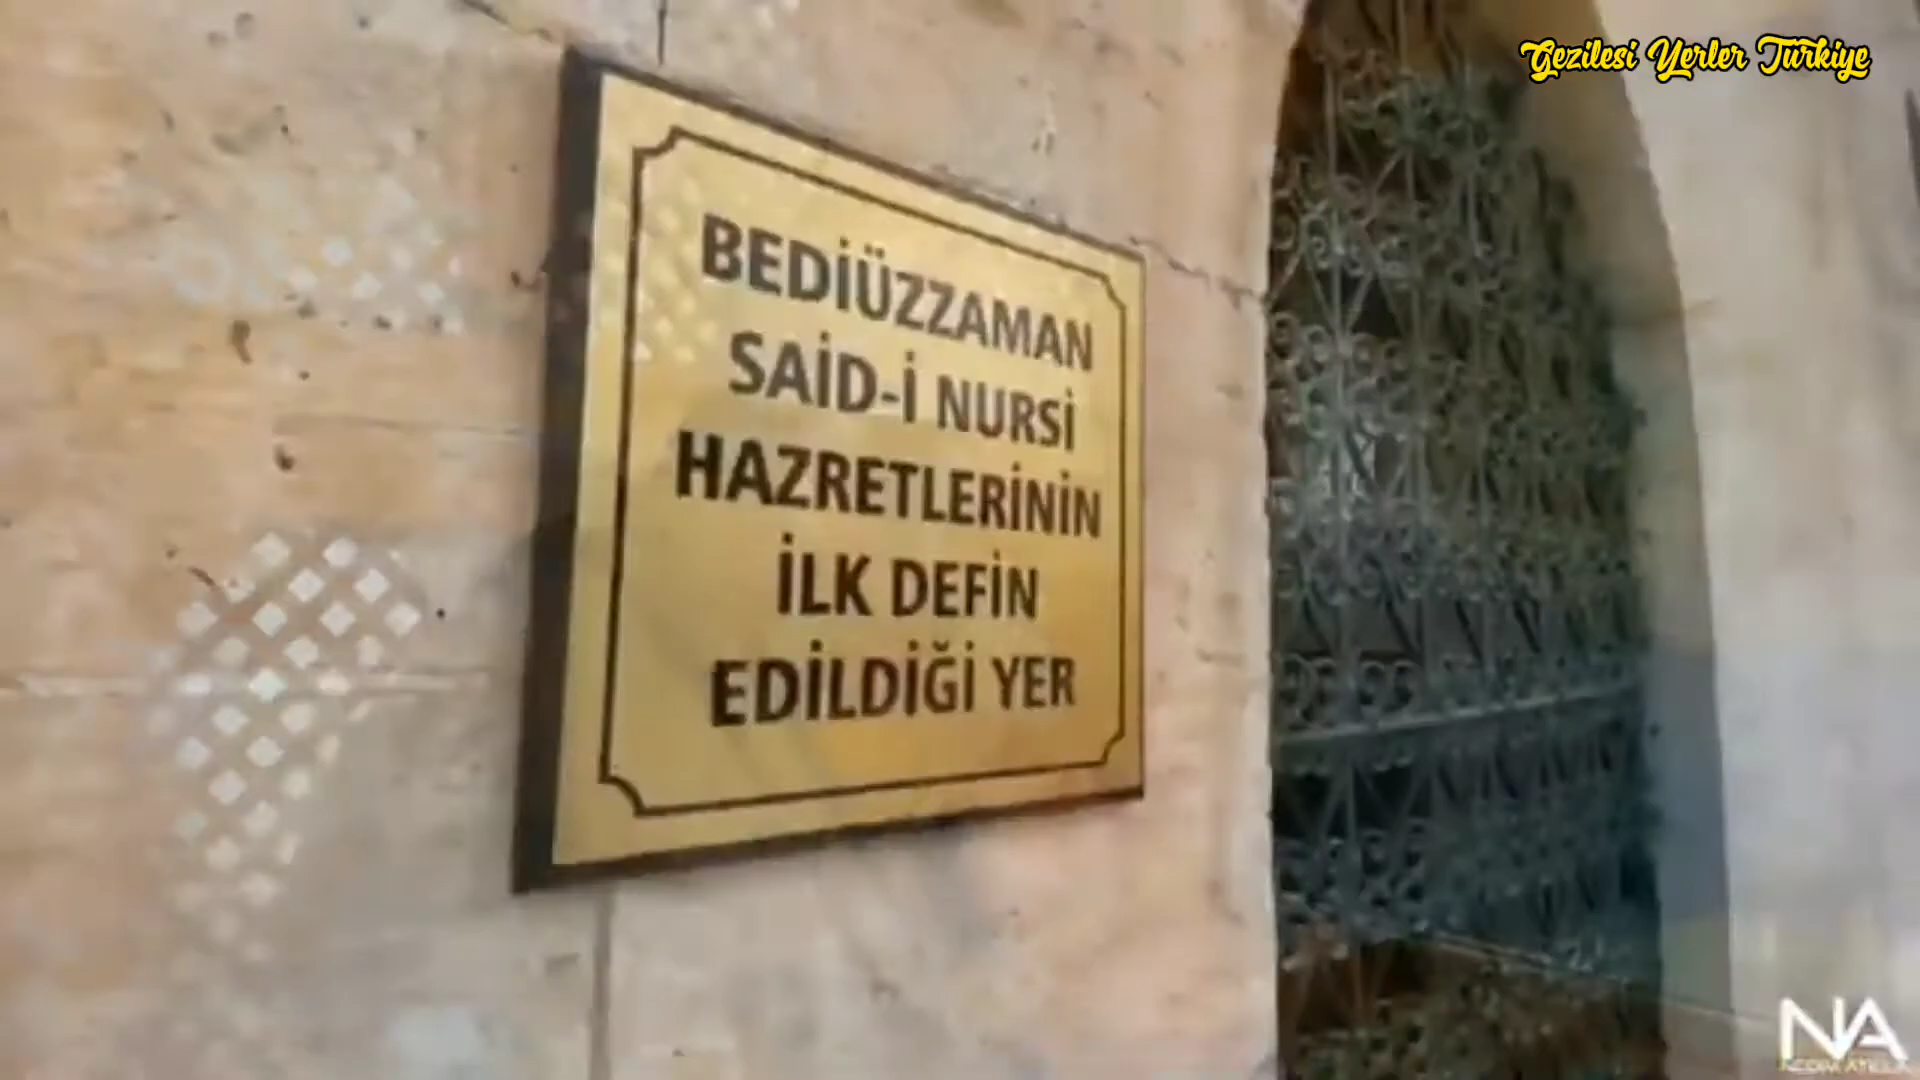 Gezilesi Yerler Türkiye
BEDİÜZZAMAN
SAİD-İ NURSİ
HAZRETLERİNİN
İLK DEFİN
EDİLDİĞİ YER
NA